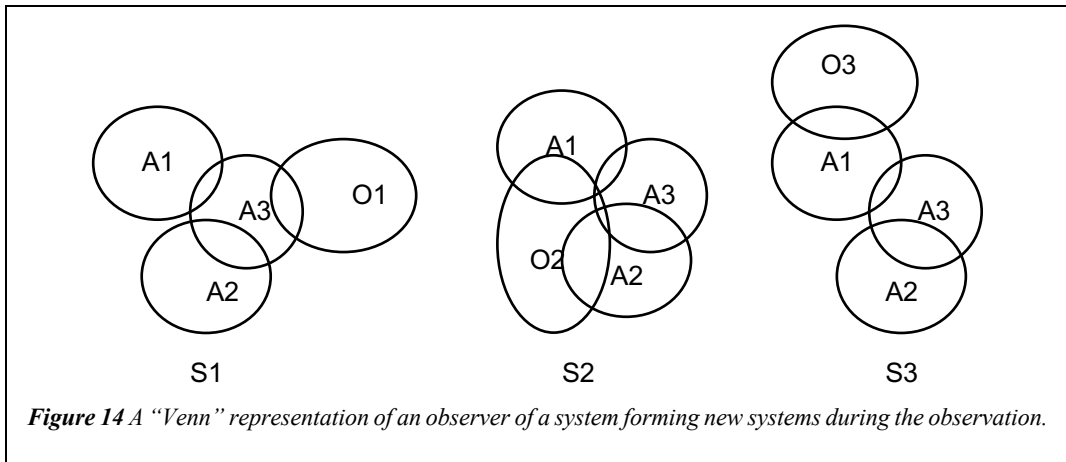 O3
A1
A1
A1
A3
O1
A3
A3
O2
A2
A2
A2
S1
S2
S3
Figure 14 A “Venn” representation of an observer of a system forming new systems during the observation.